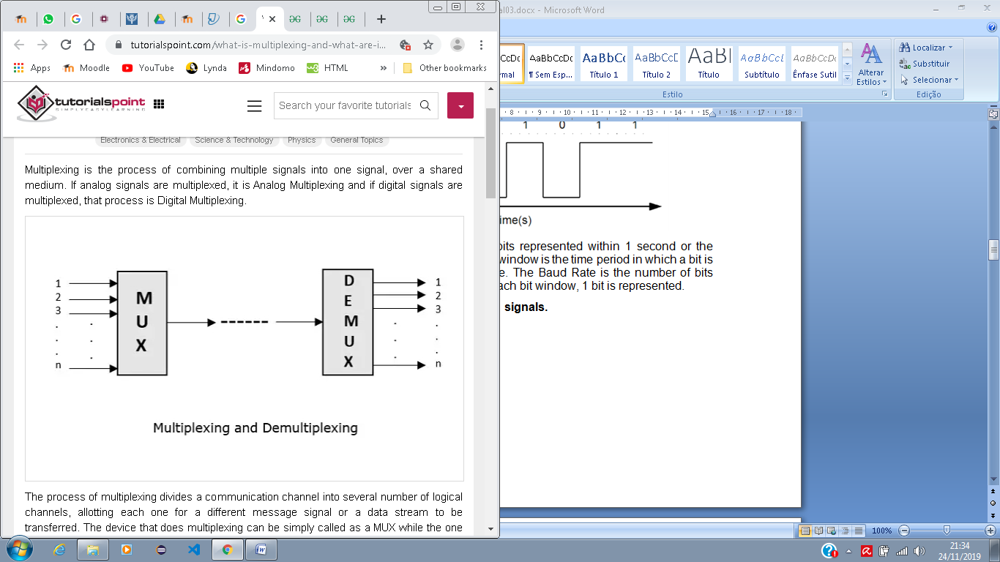 al03.docx - Microsoft Word
tutorialspoint.com/what-is-multiplexing-and-what-are-i...
Apps Moodle YouTube Lynda Mindomo HTML » Other bookmarks
tutorialspoint
SIMPLYEASYLEARNING
Search your favorite tutorials
Electronics & Electrical Science & Technology Physics General Topics
Multiplexing is the process of combining multiple signals into one signal, over a shared
medium. If analog signals are multiplexed, it is Analog Multiplexing and if digital signals are
multiplexed, that process is Digital Multiplexing.
1
2
3
.
.
.
n
MUX
DEMUX
1
2
3
.
.
.
n
Multiplexing and Demultiplexing
The process of multiplexing divides a communication channel into several number of logical
channels, allotting each one for a different message signal or a data stream to be
transferred. The device that does multiplexing can be simply called as a MUX while the one
CcDc AaBbCcDc AaBbC AaBbCcD AaBl AaBbCcL AaBbCcDc
rmal ¶ Sem Esp... Título 1 Título 2 Título Subtítulo Ênfase Sutil
Alterar
Estilos
Estilo
Localizar
Substituir
Selecionar
Edição
8 9 10 11 12 13 14 15 16 17 18
1 0 1 1
ime(s)
bits represented within 1 second or the
window is the time period in which a bit is
e. The Baud Rate is the number of bits
ach bit window, 1 bit is represented.
signals.
100%
21:34
24/11/2019